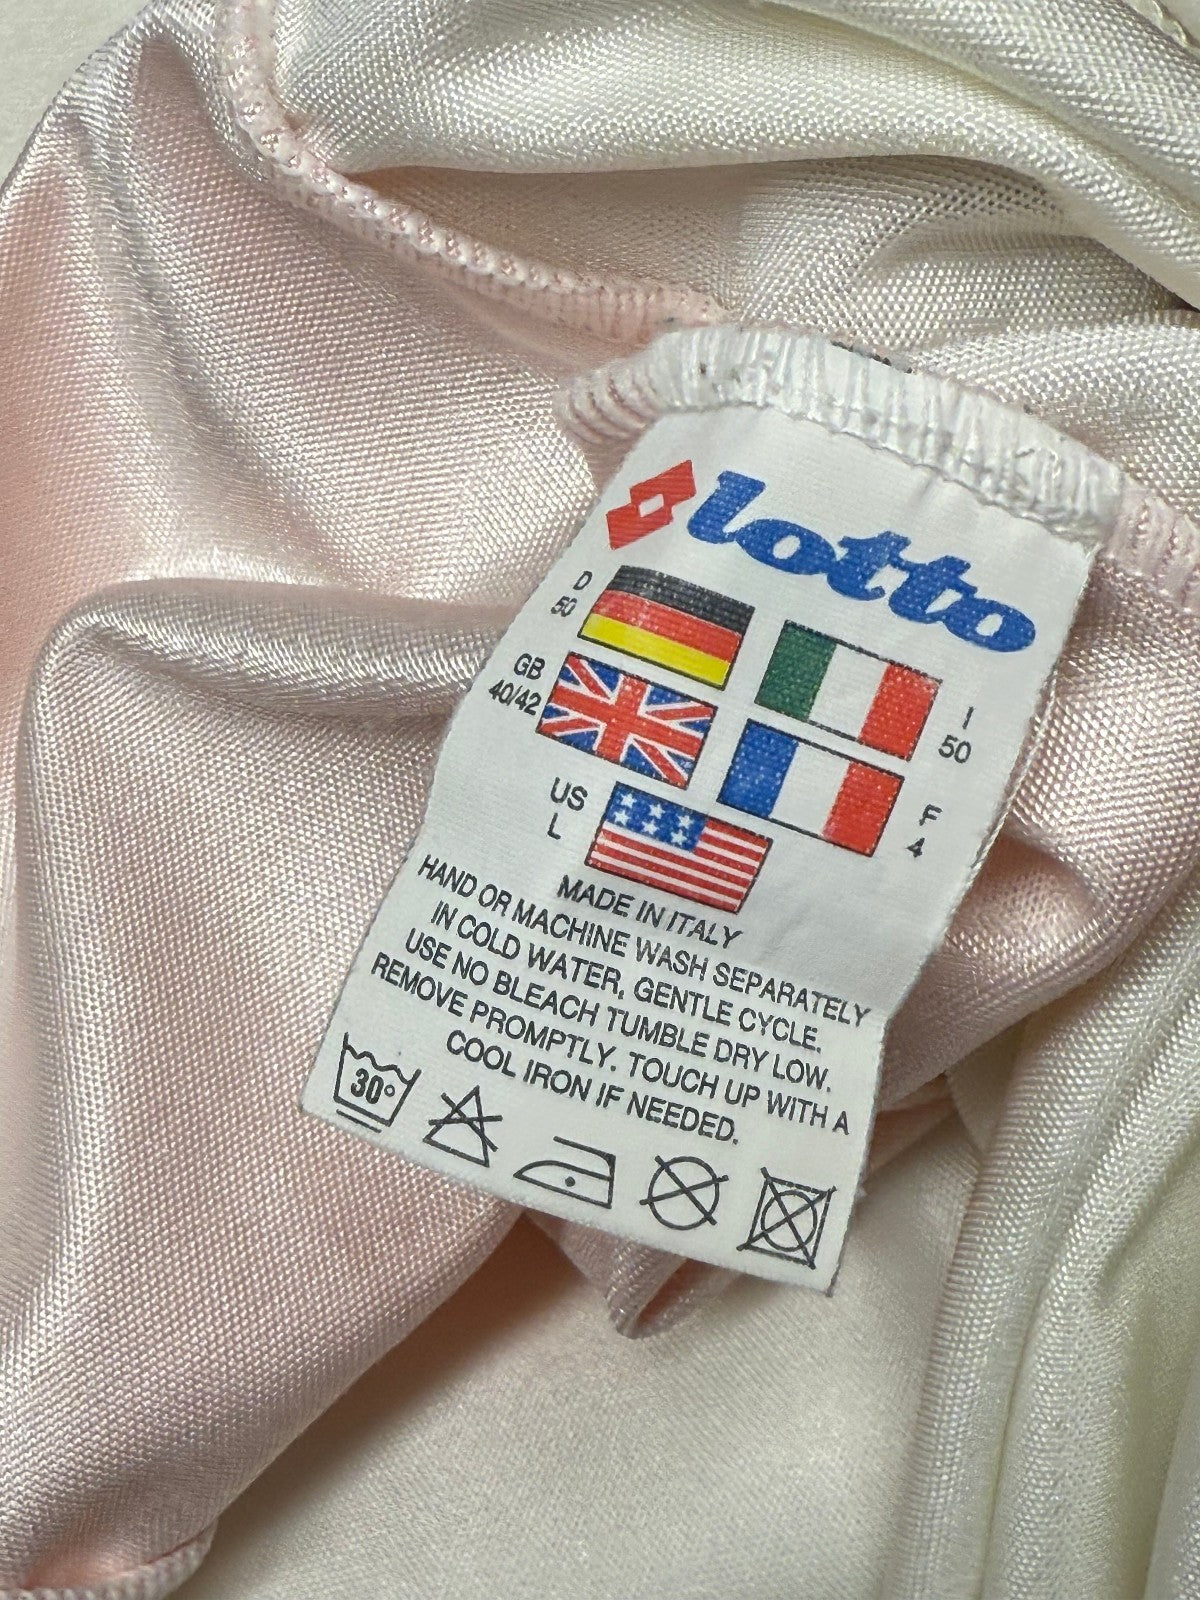 lotto
D
50
GB
40/42
I
50
US
L
F
4
MADE IN ITALY
HAND OR MACHINE WASH SEPARATELY
IN COLD WATER, GENTLE CYCLE.
USE NO BLEACH TUMBLE DRY LOW.
REMOVE PROMPTLY. TOUCH UP WITH A
COOL IRON IF NEEDED.
30°